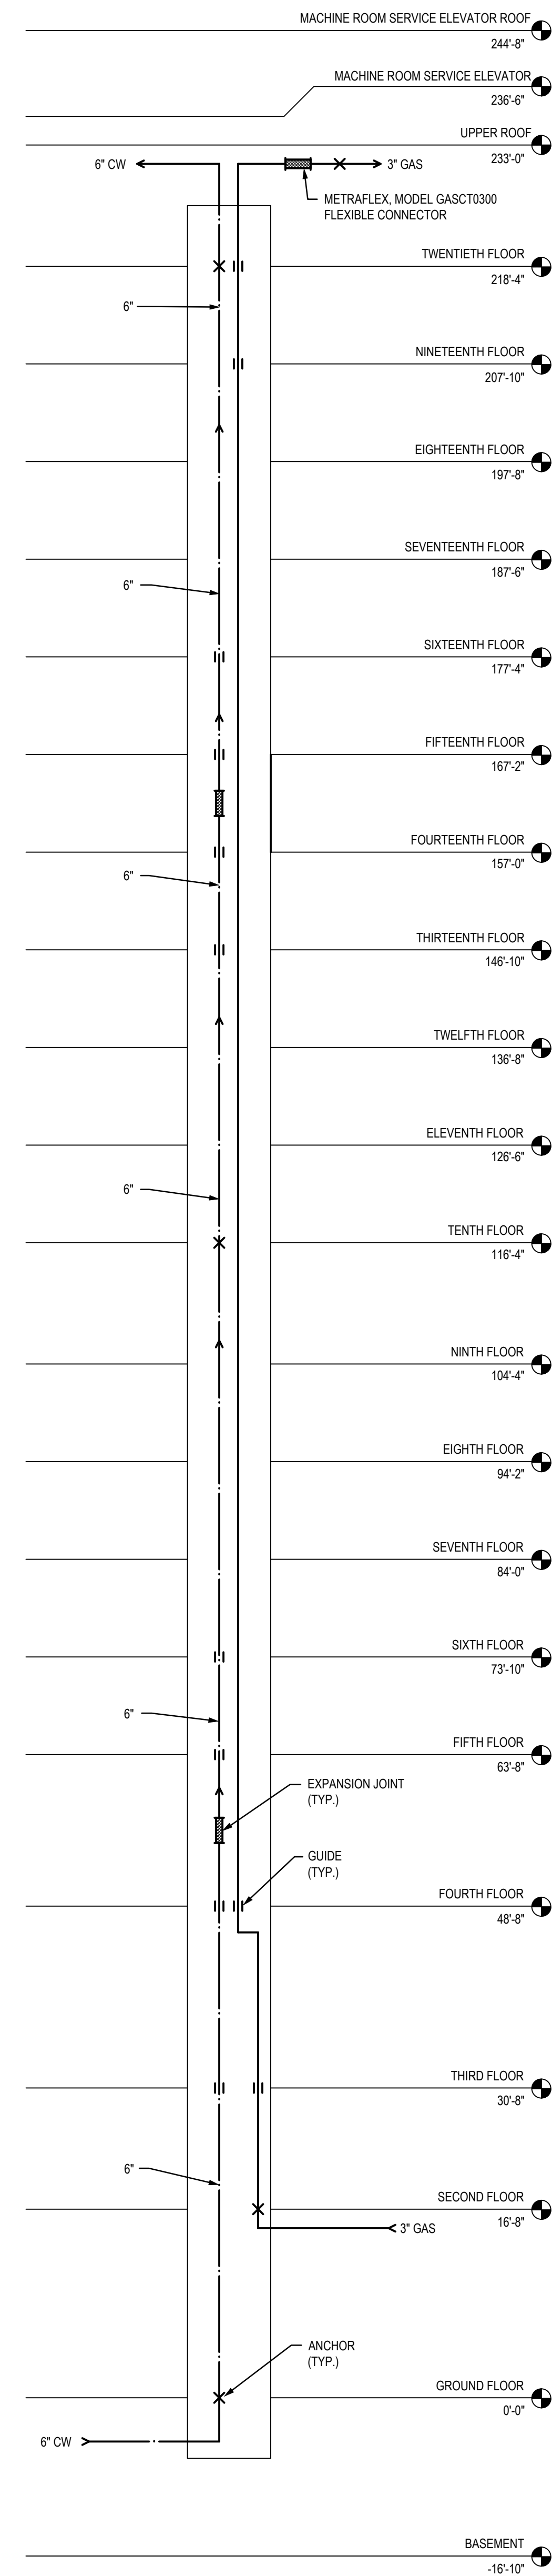 MACHINE ROOM SERVICE ELEVATOR ROOF
244'-8"
MACHINE ROOM SERVICE ELEVATOR
236'-6"
UPPER ROOF
233'-0"
6" CW
3" GAS
METRAFLEX, MODEL GASCT0300
FLEXIBLE CONNECTOR
TWENTIETH FLOOR
218'-4"
6"
NINETEENTH FLOOR
207'-10"
EIGHTEENTH FLOOR
197'-8"
SEVENTEENTH FLOOR
187'-6"
6"
SIXTEENTH FLOOR
177'-4"
FIFTEENTH FLOOR
167'-2"
FOURTEENTH FLOOR
157'-0"
6"
THIRTEENTH FLOOR
146'-10"
TWELFTH FLOOR
136'-8"
ELEVENTH FLOOR
126'-6"
6"
TENTH FLOOR
116'-4"
NINTH FLOOR
104'-4"
EIGHTH FLOOR
94'-2"
SEVENTH FLOOR
84'-0"
SIXTH FLOOR
73'-10"
6"
FIFTH FLOOR
63'-8"
EXPANSION JOINT
(TYP.)
GUIDE
(TYP.)
FOURTH FLOOR
48'-8"
THIRD FLOOR
30'-8"
6"
SECOND FLOOR
16'-8"
3" GAS
ANCHOR
(TYP.)
GROUND FLOOR
0'-0"
6" CW
BASEMENT
-16'-10"